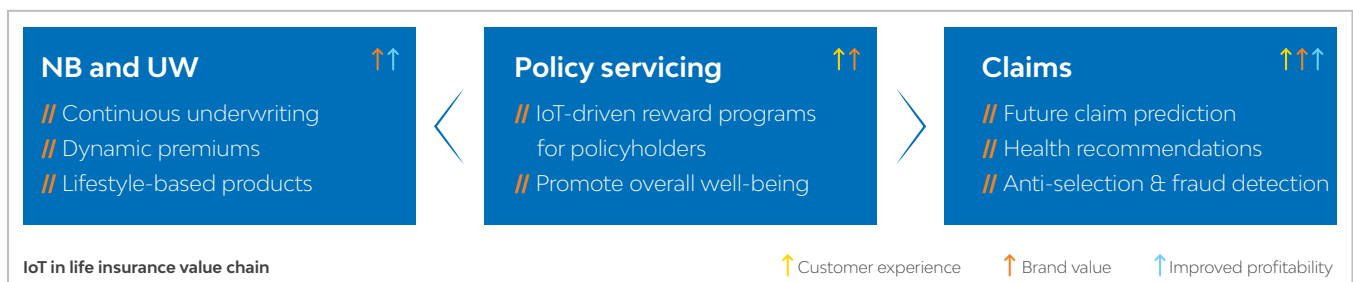 NB and UW ↑↑
// Continuous underwriting
// Dynamic premiums
// Lifestyle-based products
Policy servicing ↑↑
// IoT-driven reward programs
for policyholders
// Promote overall well-being
Claims ↑↑↑
// Future claim prediction
// Health recommendations
// Anti-selection & fraud detection
IoT in life insurance value chain
↑ Customer experience ↑ Brand value ↑ Improved profitability